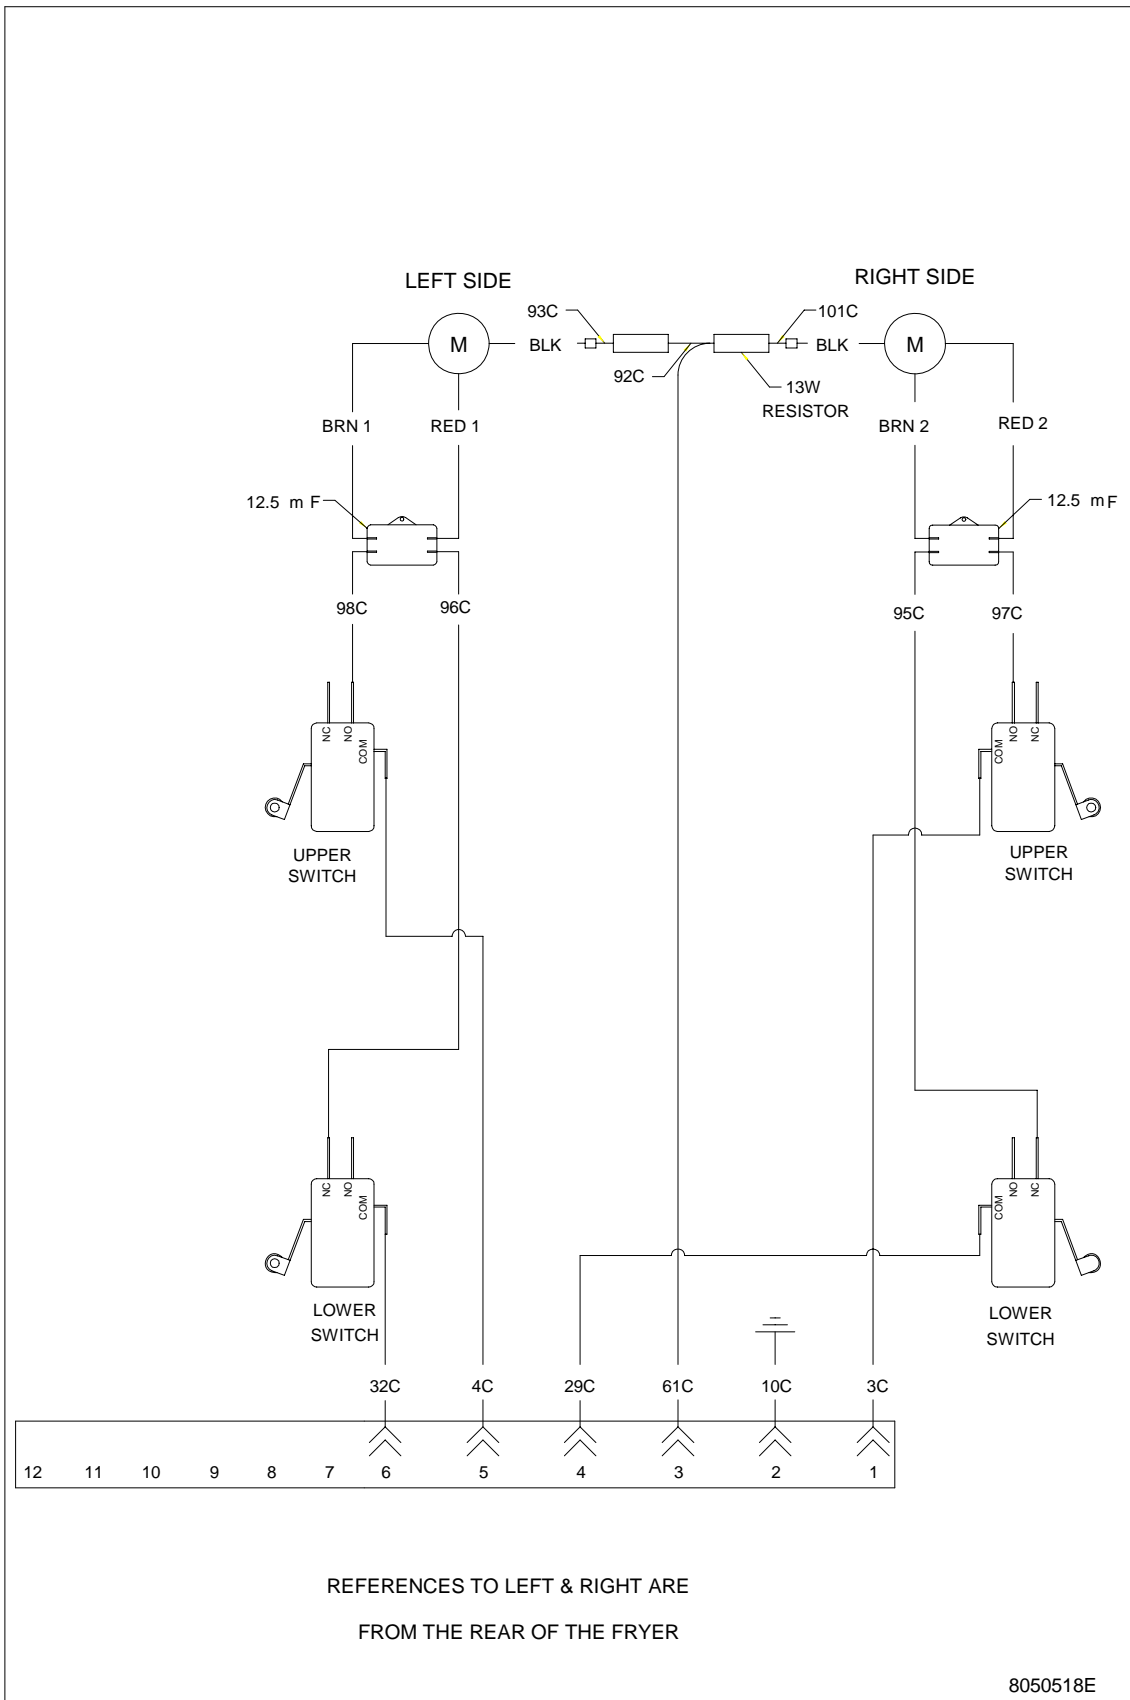 LEFT SIDE
RIGHT SIDE
93C
101C
M
BLK
BLK
M
92C
13W
RESISTOR
BRN 1
RED 1
BRN 2
RED 2
12.5 m F
12.5 m F
98C
96C
95C
97C
NC
NO
COM
COM
NO
NC
UPPER
SWITCH
UPPER
SWITCH
NC
NO
COM
COM
NO
NC
LOWER
SWITCH
LOWER
SWITCH
32C
4C
29C
61C
10C
3C
12 11 10 9 8 7 6 5 4 3 2 1
REFERENCES TO LEFT & RIGHT ARE
FROM THE REAR OF THE FRYER
8050518E